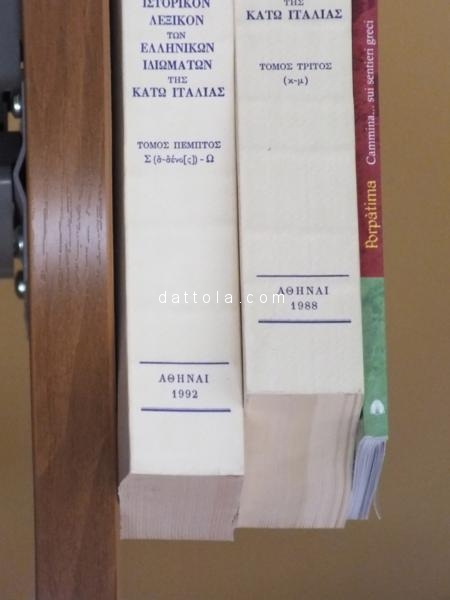 ΙΣΤΟΡΙΚΟΝ
ΛΕΞΙΚΟΝ
ΤΩΝ
ΕΛΛΗΝΙΚΩΝ
ΙΔΙΩΜΑΤΩΝ
ΤΗΣ
ΚΑΤΩ ΙΤΑΛΙΑΣ
ΤΟΜΟΣ ΠΕΜΠΤΟΣ
ΑΘΗΝΑΙ
1992
ΤΗΣ
ΚΑΤΩ ΙΤΑΛΙΑΣ
ΤΟΜΟΣ ΤΡΙΤΟΣ
(κ-μ)
ΑΘΗΝΑΙ
1988
Porpàtima Cammina... sui sentieri greci
dattola.com